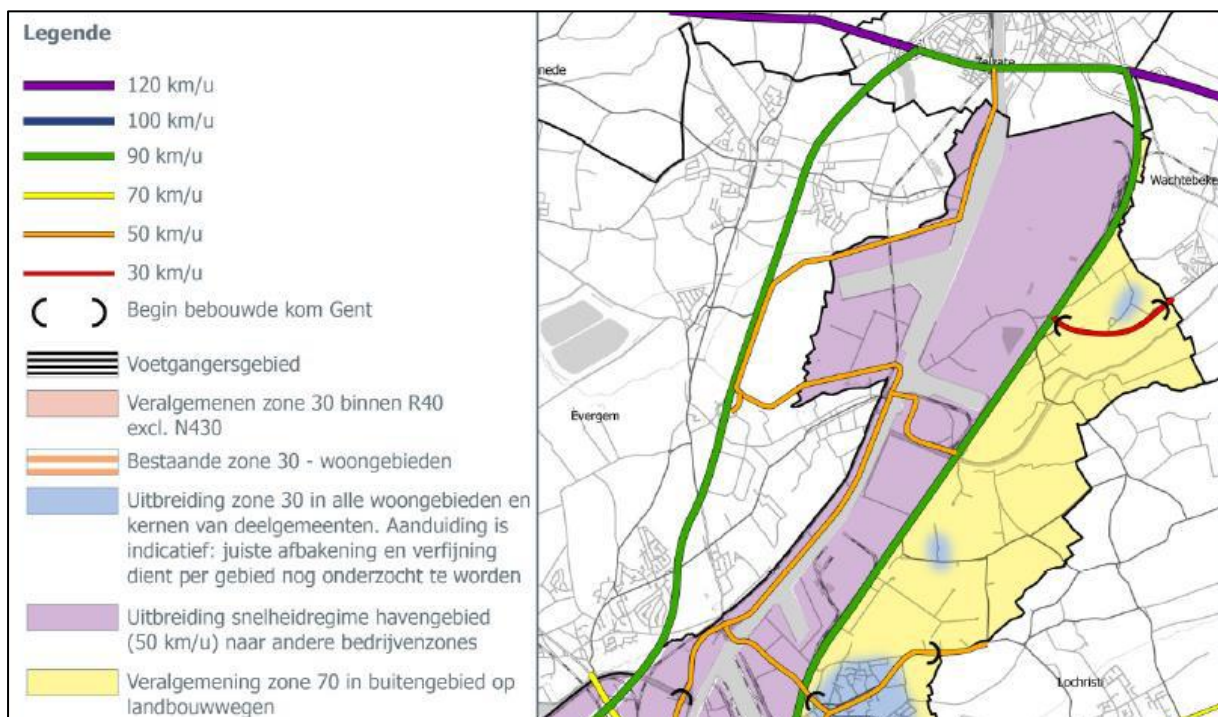 Legende
120 km/u
100 km/u
90 km/u
70 km/u
50 km/u
30 km/u
Begin bebouwde kom Gent
Voetgangersgebied
Veralgemenen zone 30 binnen R40
excl. N430
Bestaande zone 30 - woongebieden
Uitbreiding zone 30 in alle woongebieden en
kernen van deelgemeenten. Aanduiding is
indicatief: juiste afbakening en verfijning
dient per gebied nog onderzocht te worden
Uitbreiding snelheidregime havengebied
(50 km/u) naar andere bedrijvenzones
Veralgemening zone 70 in buitengebied op
landbouwwegen
nede
Zelzate
Wachtebeke
Evergem
Lochristi